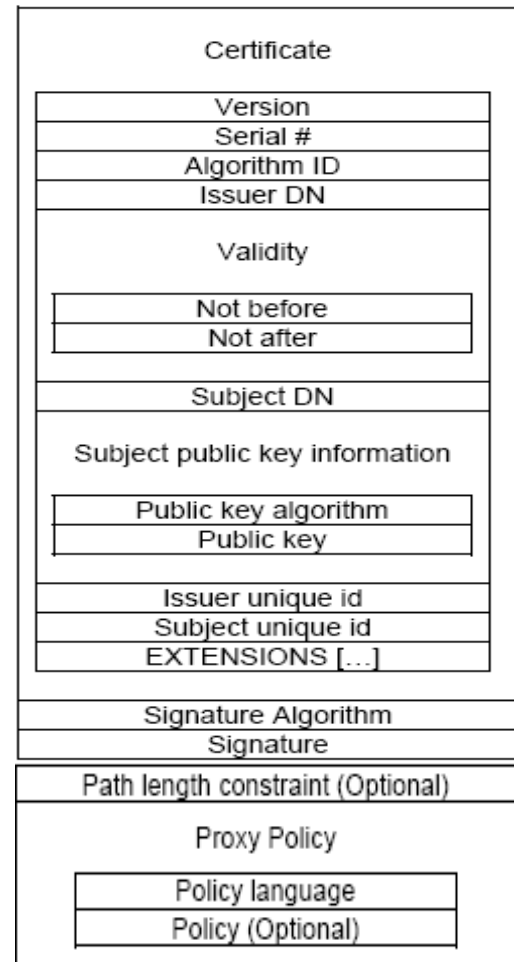 Certificate
Version
Serial #
Algorithm ID
Issuer DN
Validity
Not before
Not after
Subject DN
Subject public key information
Public key algorithm
Public key
Issuer unique id
Subject unique id
EXTENSIONS [...]
Signature Algorithm
Signature
Path length constraint (Optional)
Proxy Policy
Policy language
Policy (Optional)